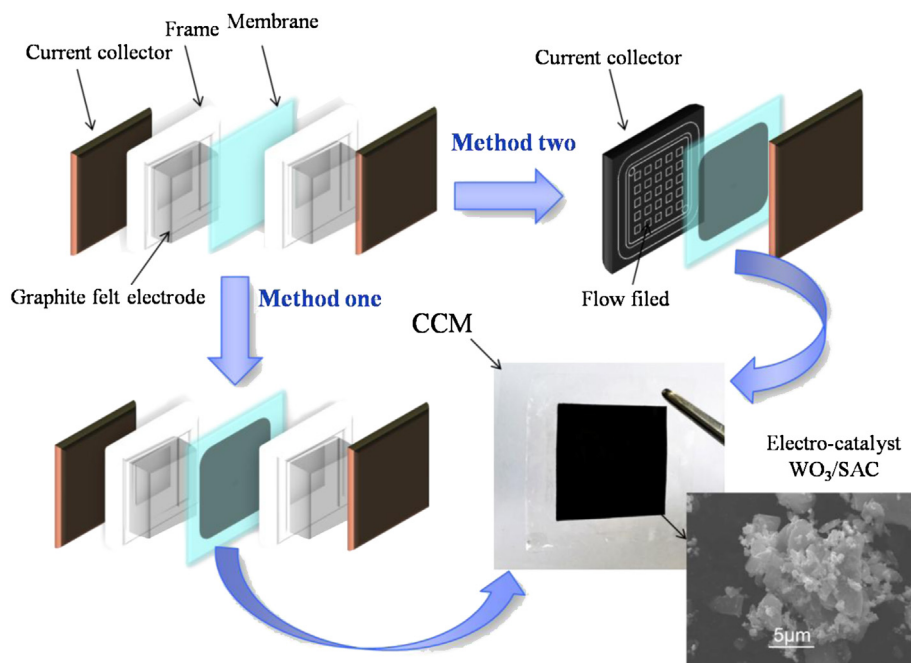 Frame
Membrane
Current collector
Current collector
Method two
Graphite felt electrode
Method one
Flow filed
CCM
Electro-catalyst
WO₃/SAC
5μm